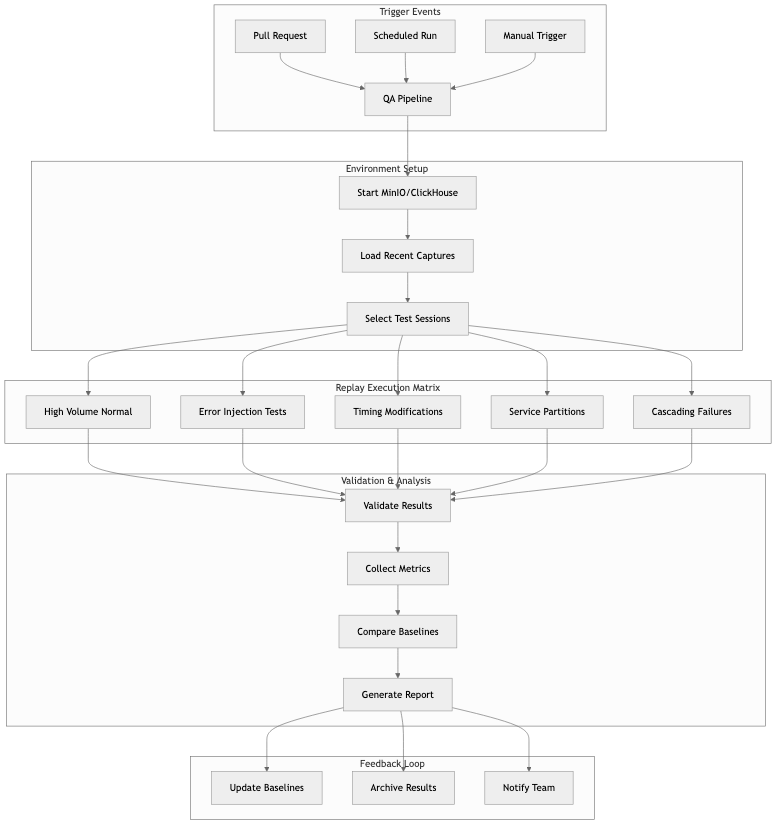 Trigger Events
Pull Request
Scheduled Run
Manual Trigger
QA Pipeline
Environment Setup
Start MinIO/ClickHouse
Load Recent Captures
Select Test Sessions
Replay Execution Matrix
High Volume Normal
Error Injection Tests
Timing Modifications
Service Partitions
Cascading Failures
Validation & Analysis
Validate Results
Collect Metrics
Compare Baselines
Generate Report
Feedback Loop
Update Baselines
Archive Results
Notify Team